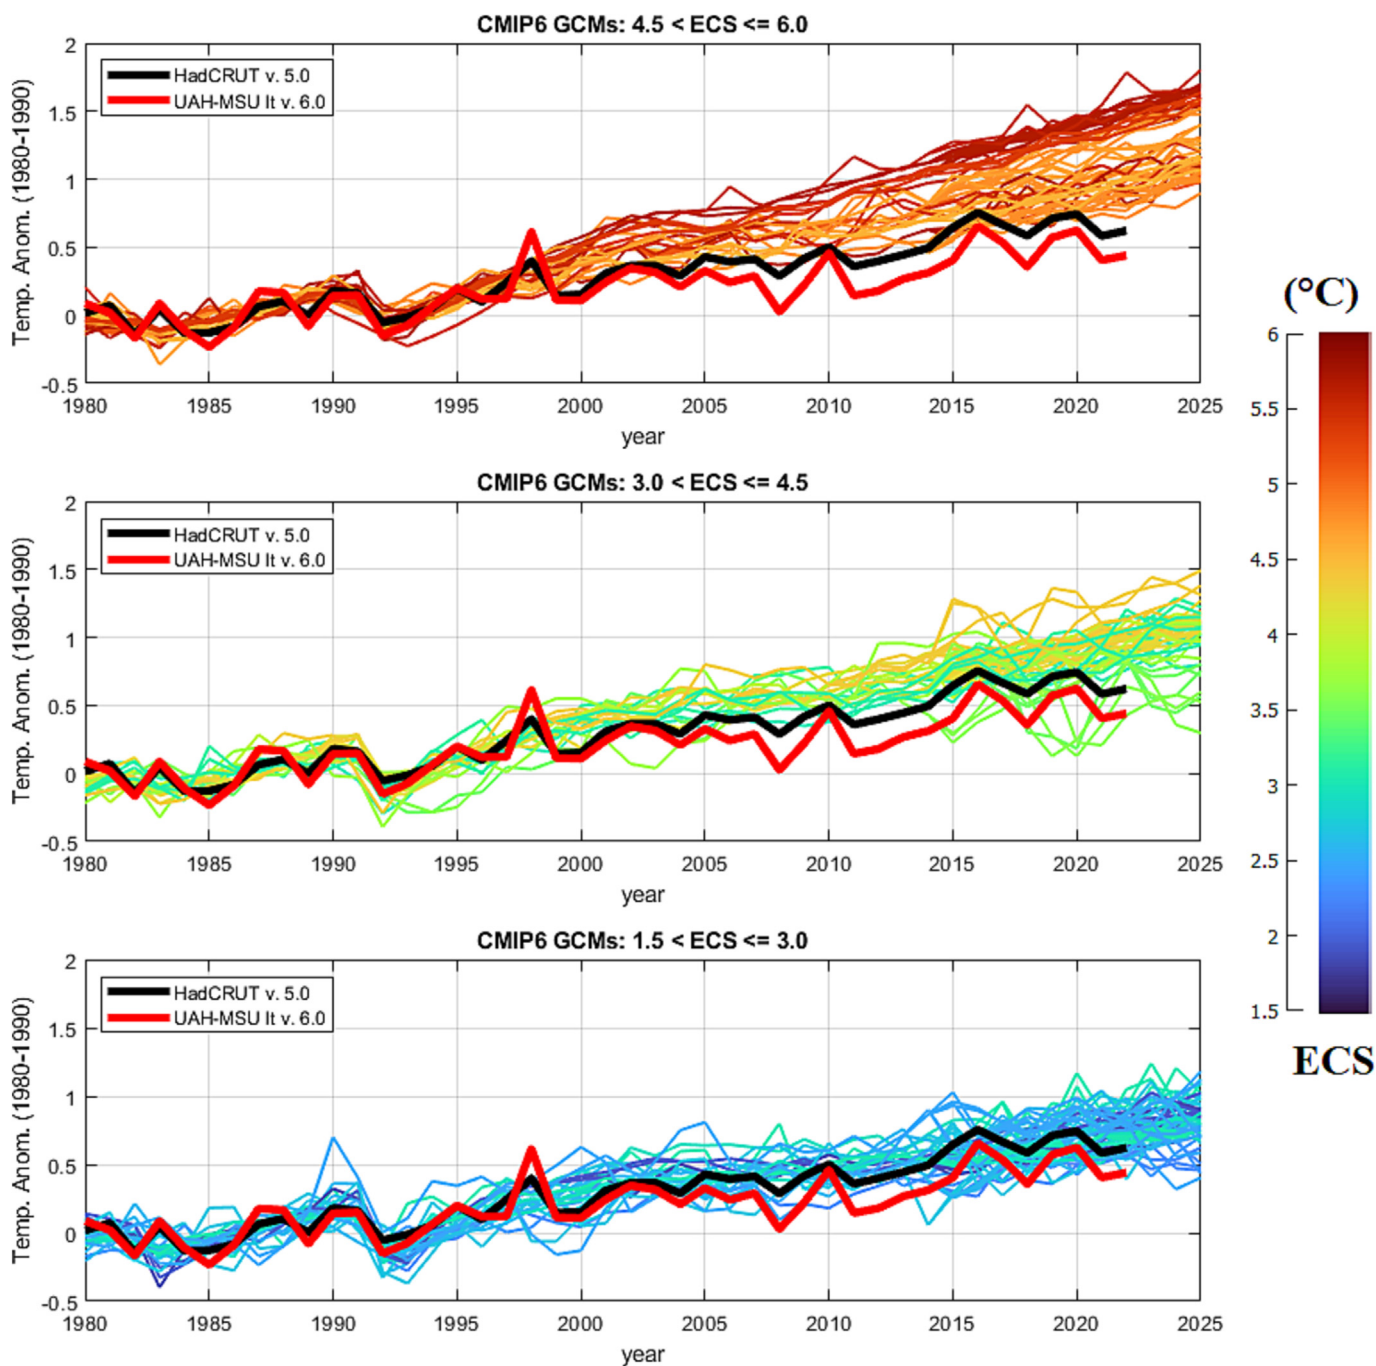 CMIP6 GCMs: 4.5 < ECS <= 6.0
Temp. Anom. (1980-1990)
2
1.5
1
0.5
0
-0.5
HadCRUT v. 5.0
UAH-MSU lt v. 6.0
1980 1985 1990 1995 2000 2005 2010 2015 2020 2025
year
CMIP6 GCMs: 3.0 < ECS <= 4.5
Temp. Anom. (1980-1990)
2
1.5
1
0.5
0
-0.5
HadCRUT v. 5.0
UAH-MSU lt v. 6.0
1980 1985 1990 1995 2000 2005 2010 2015 2020 2025
year
CMIP6 GCMs: 1.5 < ECS <= 3.0
Temp. Anom. (1980-1990)
2
1.5
1
0.5
0
-0.5
HadCRUT v. 5.0
UAH-MSU lt v. 6.0
1980 1985 1990 1995 2000 2005 2010 2015 2020 2025
year
(°C)
6
5.5
5
4.5
4
3.5
3
2.5
2
1.5
ECS